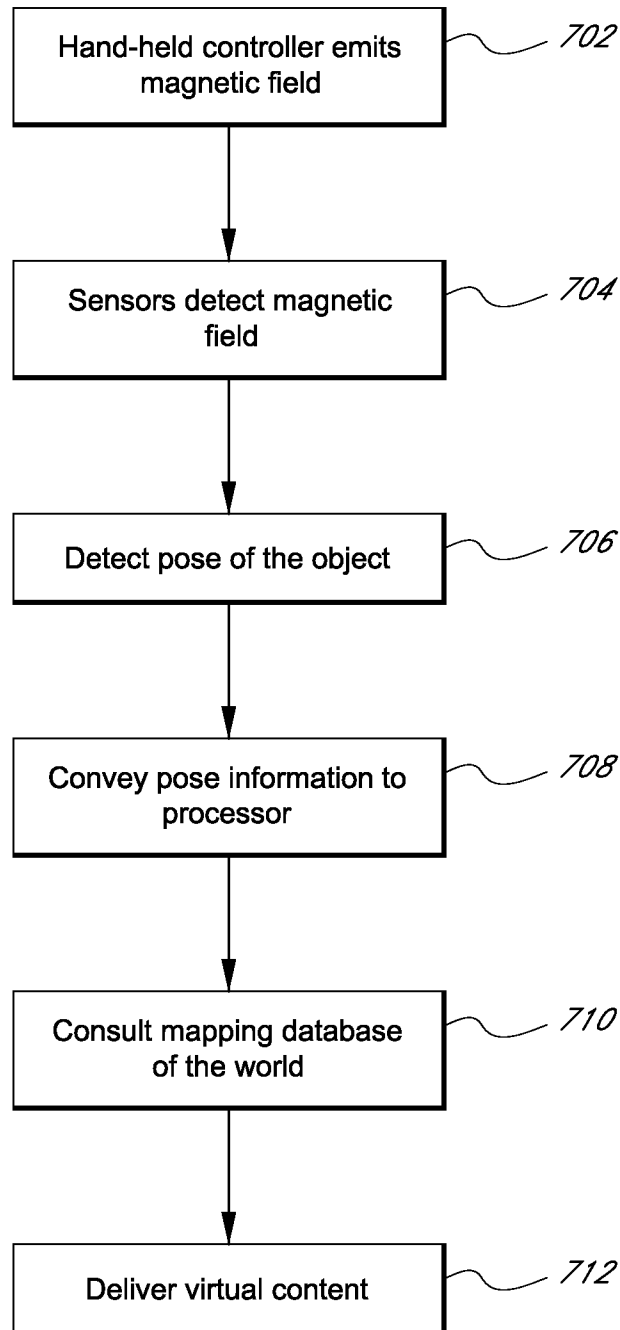 Hand-held controller emits
magnetic field
702
Sensors detect magnetic
field
704
Detect pose of the object
706
Convey pose information to
processor
708
Consult mapping database
of the world
710
Deliver virtual content
712